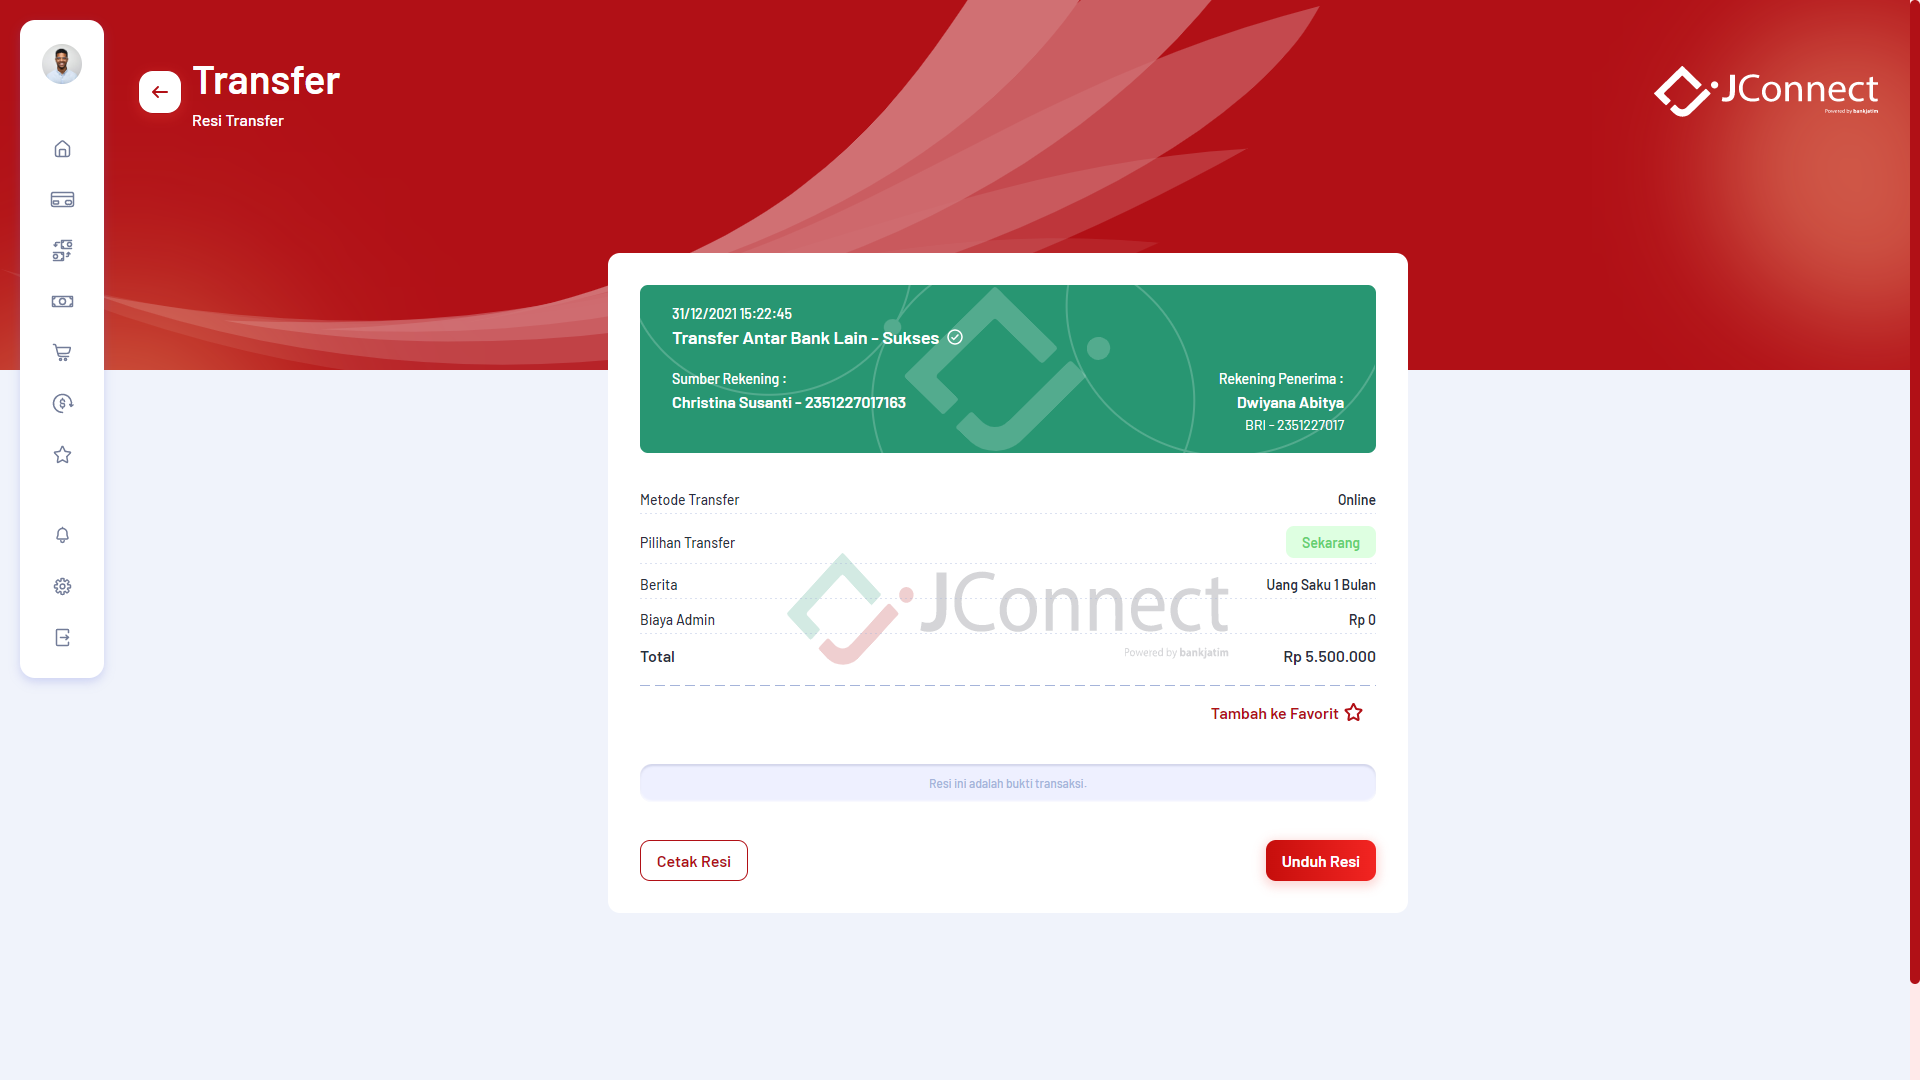 Transfer
Resi Transfer
JConnect
Powered by bankjatim
31/12/2021 15:22:45
Transfer Antar Bank Lain - Sukses
Sumber Rekening :
Christina Susanti - 2351227017163
Rekening Penerima :
Dwiyana Abitya
BRI - 2351227017
Metode Transfer Online
Pilihan Transfer Sekarang
Berita Uang Saku 1 Bulan
Biaya Admin Rp 0
Total Rp 5.500.000
JConnect
Powered by bankjatim
Tambah ke Favorit
Resi ini adalah bukti transaksi.
Cetak Resi
Unduh Resi